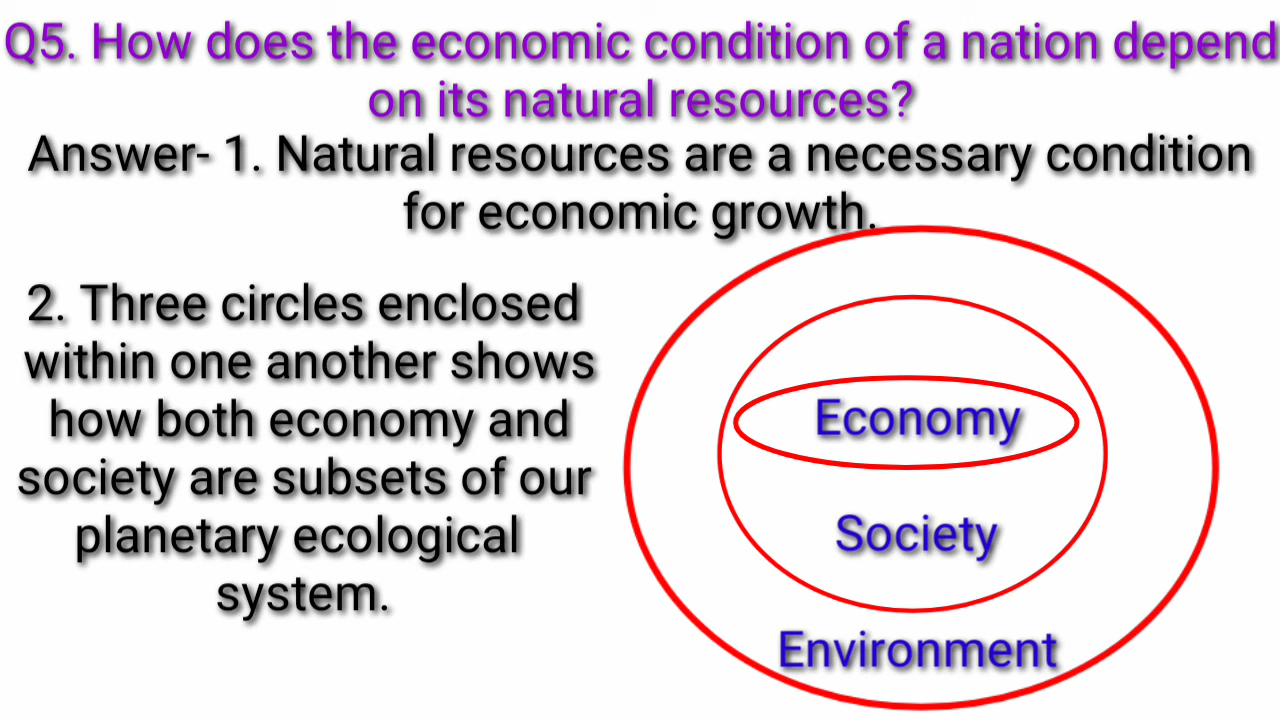 Q5. How does the economic condition of a nation depend
on its natural resources?
Answer- 1. Natural resources are a necessary condition
for economic growth.
2. Three circles enclosed
within one another shows
how both economy and
society are subsets of our
planetary ecological
system.
Economy
Society
Environment